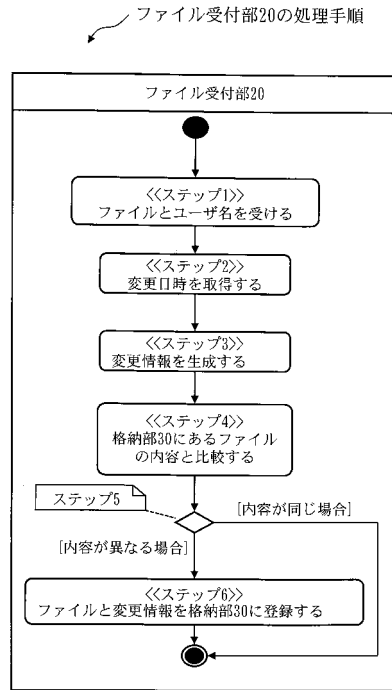 ファイル受付部20の処理手順
ファイル受付部20
<<ステップ1>>
ファイルとユーザ名を受ける
<<ステップ2>>
変更日時を取得する
<<ステップ3>>
変更情報を生成する
<<ステップ4>>
格納部30にあるファイル
の内容と比較する
ステップ5
[内容が同じ場合]
[内容が異なる場合]
<<ステップ6>>
ファイルと変更情報を格納部30に登録する